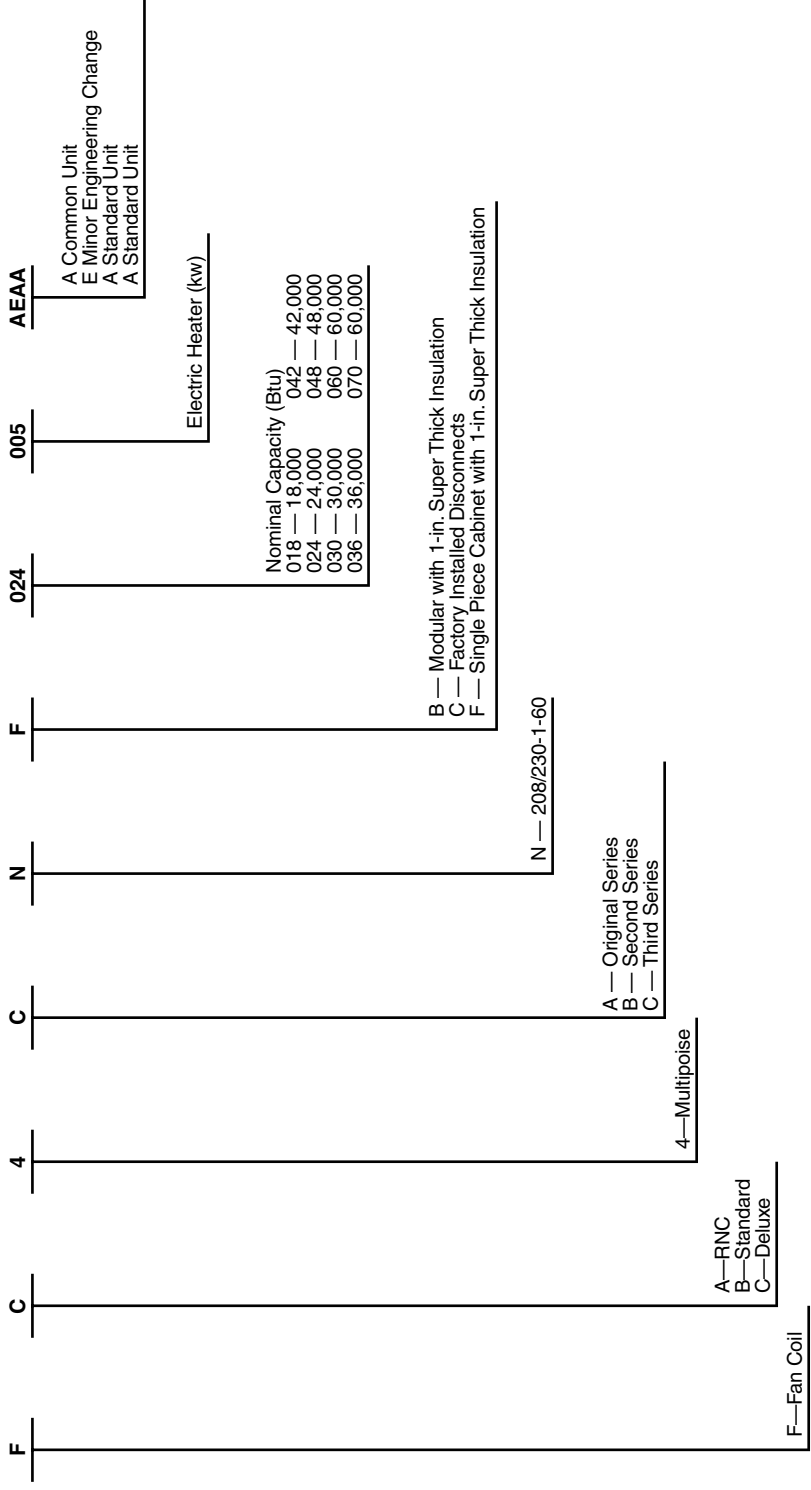 F
C
4
C
N
F
024
005
AEAA
A Common Unit
E Minor Engineering Change
A Standard Unit
A Standard Unit
Electric Heater (kw)
Nominal Capacity (Btu)
018 — 18,000 042 — 42,000
024 — 24,000 048 — 48,000
030 — 30,000 060 — 60,000
036 — 36,000 070 — 60,000
B — Modular with 1-in. Super Thick Insulation
C — Factory Installed Disconnects
F — Single Piece Cabinet with 1-in. Super Thick Insulation
N — 208/230-1-60
A — Original Series
B — Second Series
C — Third Series
4—Multipoise
A—RNC
B—Standard
C—Deluxe
F—Fan Coil